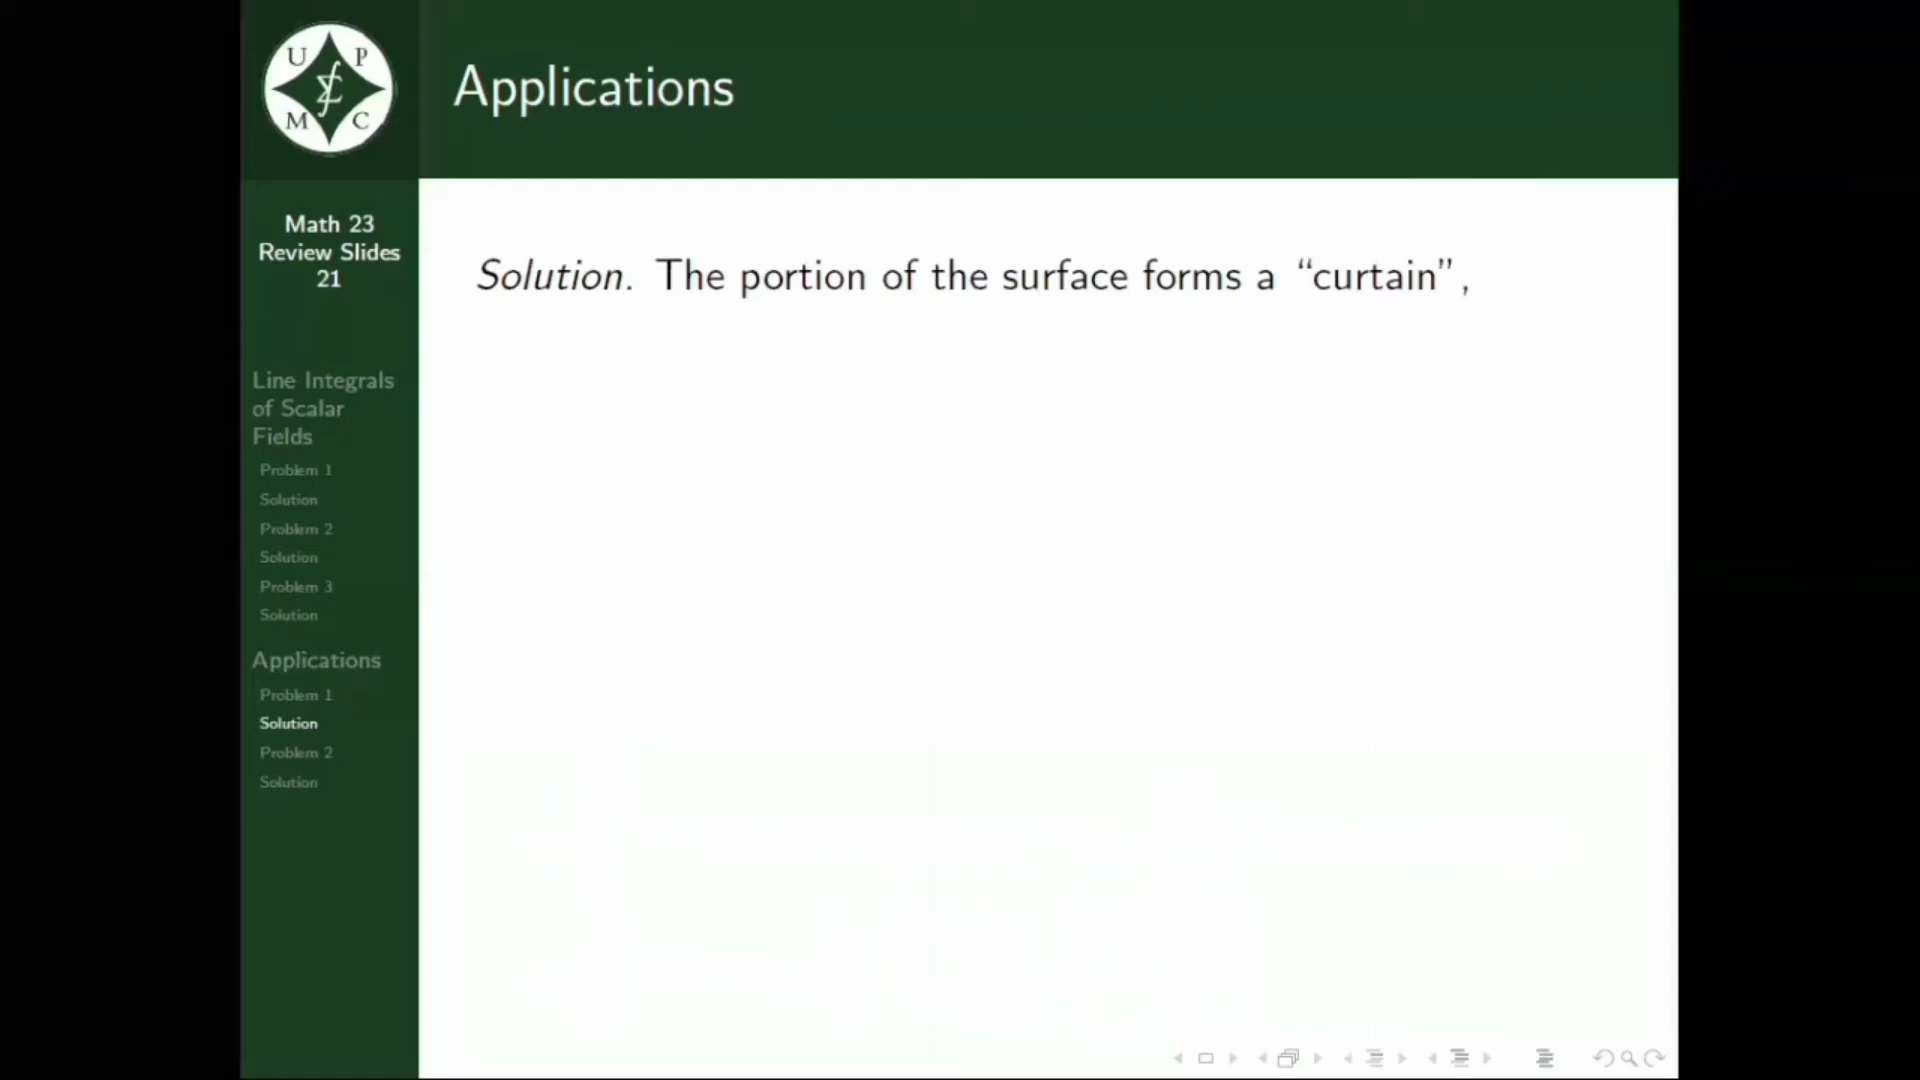 U P
M C
Applications
Math 23
Review Slides
21
Line Integrals
of Scalar
Fields
Problem 1
Solution
Problem 2
Solution
Problem 3
Solution
Applications
Problem 1
Solution
Problem 2
Solution
Solution. The portion of the surface forms a “curtain”,